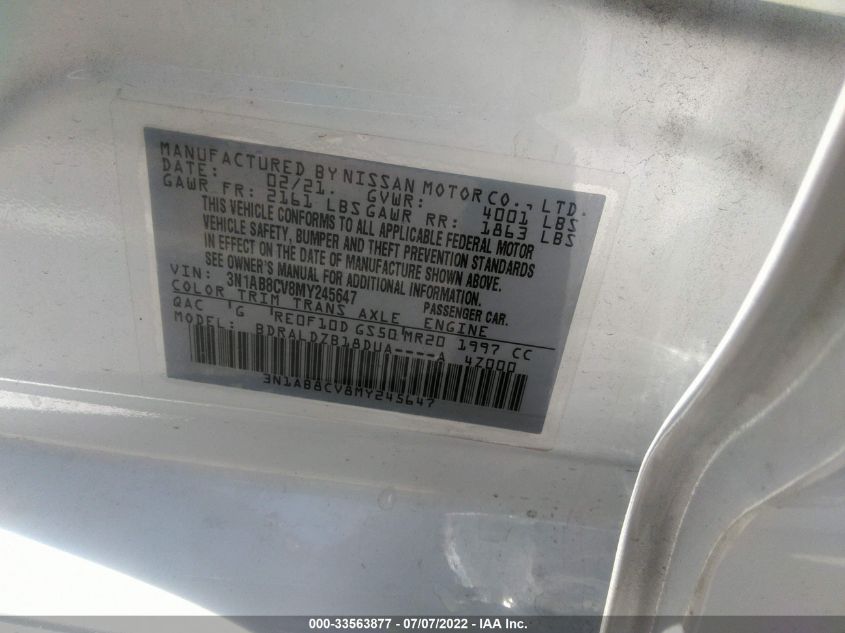 MANUFACTURED BY NISSAN MOTOR CO., LTD.
DATE: 02/21. GVWR: 4001 LBS
GAWR FR: 2161 LBS GAWR RR: 1863 LBS
THIS VEHICLE CONFORMS TO ALL APPLICABLE FEDERAL MOTOR
VEHICLE SAFETY, BUMPER AND THEFT PREVENTION STANDARDS
IN EFFECT ON THE DATE OF MANUFACTURE SHOWN ABOVE.
SEE OWNER'S MANUAL FOR ADDITIONAL INFORMATION.
VIN: 3N1AB8CV8MY245647 PASSENGER CAR.
COLOR TRIM TRANS AXLE ENGINE
QAC G RE0F10D GS50 MR20 1997 CC
MODEL: BDRALDZB18DUA----A 4Z000
3N1AB8CV8MY245647
000-33563877 - 07/07/2022 - IAA Inc.